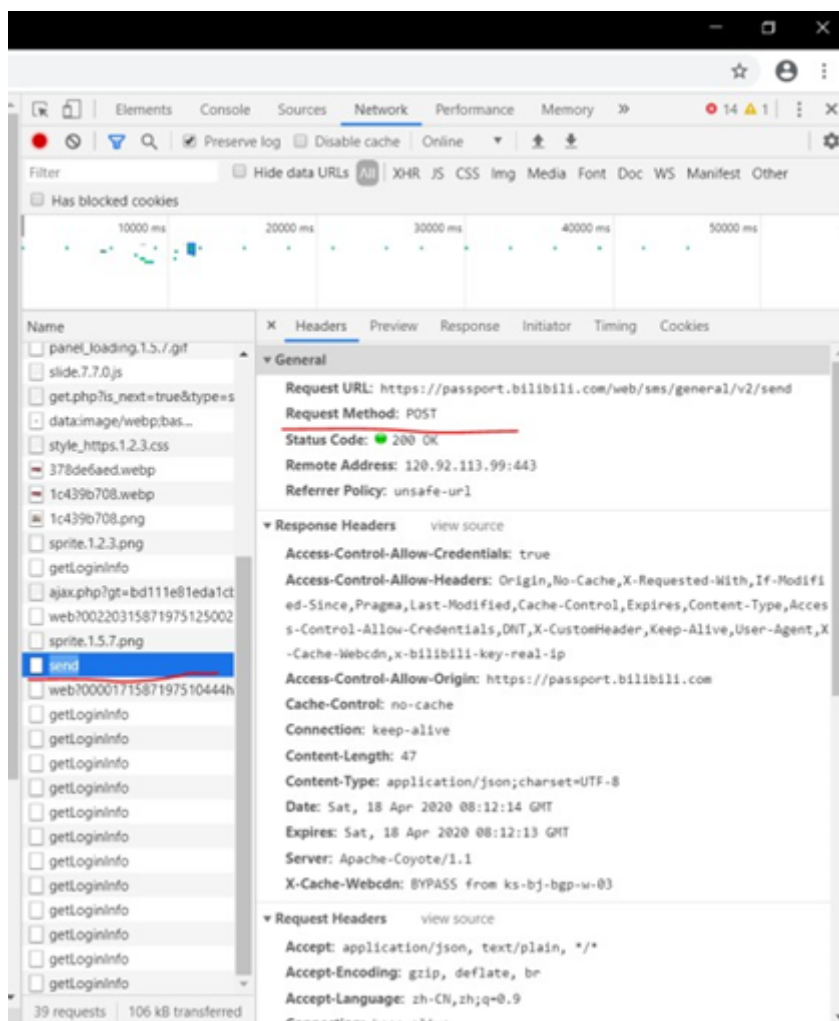 Elements Console Sources Network Performance Memory » 14 1
Preserve log Disable cache Online
Filter Hide data URLs All XHR JS CSS Img Media Font Doc WS Manifest Other
Has blocked cookies
10000 ms 20000 ms 30000 ms 40000 ms 50000 ms
Name
panel_loading.1.5.7.gif
slide.7.7.0.js
get.php?is_next=true&type=s
data:image/webp;bas...
style_https.1.2.3.css
378de6aed.webp
1c439b708.webp
1c439b708.png
sprite.1.2.3.png
getLoginInfo
ajax.php?gt=bd111e81eda1cb
web?00220315871975125002
sprite.1.5.7.png
send
web?0000171587197510444h
getLoginInfo
getLoginInfo
getLoginInfo
getLoginInfo
getLoginInfo
getLoginInfo
getLoginInfo
getLoginInfo
getLoginInfo
getLoginInfo
getLoginInfo
getLoginInfo
39 requests 106 kB transferred
× Headers Preview Response Initiator Timing Cookies
General
Request URL: https://passport.bilibili.com/web/sms/general/v2/send
Request Method: POST
Status Code: 200 OK
Remote Address: 120.92.113.99:443
Referrer Policy: unsafe-url
Response Headers view source
Access-Control-Allow-Credentials: true
Access-Control-Allow-Headers: Origin,No-Cache,X-Requested-With,If-Modifi
ed-Since,Pragma,Last-Modified,Cache-Control,Expires,Content-Type,Acces
s-Control-Allow-Credentials,DNT,X-CustomHeader,Keep-Alive,User-Agent,X
-Cache-Webcdn,x-bilibili-key-real-ip
Access-Control-Allow-Origin: https://passport.bilibili.com
Cache-Control: no-cache
Connection: keep-alive
Content-Length: 47
Content-Type: application/json;charset=UTF-8
Date: Sat, 18 Apr 2020 08:12:14 GMT
Expires: Sat, 18 Apr 2020 08:12:13 GMT
Server: Apache-Coyote/1.1
X-Cache-Webcdn: BYPASS from ks-bj-bgp-w-03
Request Headers view source
Accept: application/json, text/plain, */*
Accept-Encoding: gzip, deflate, br
Accept-Language: zh-CN,zh;q=0.9